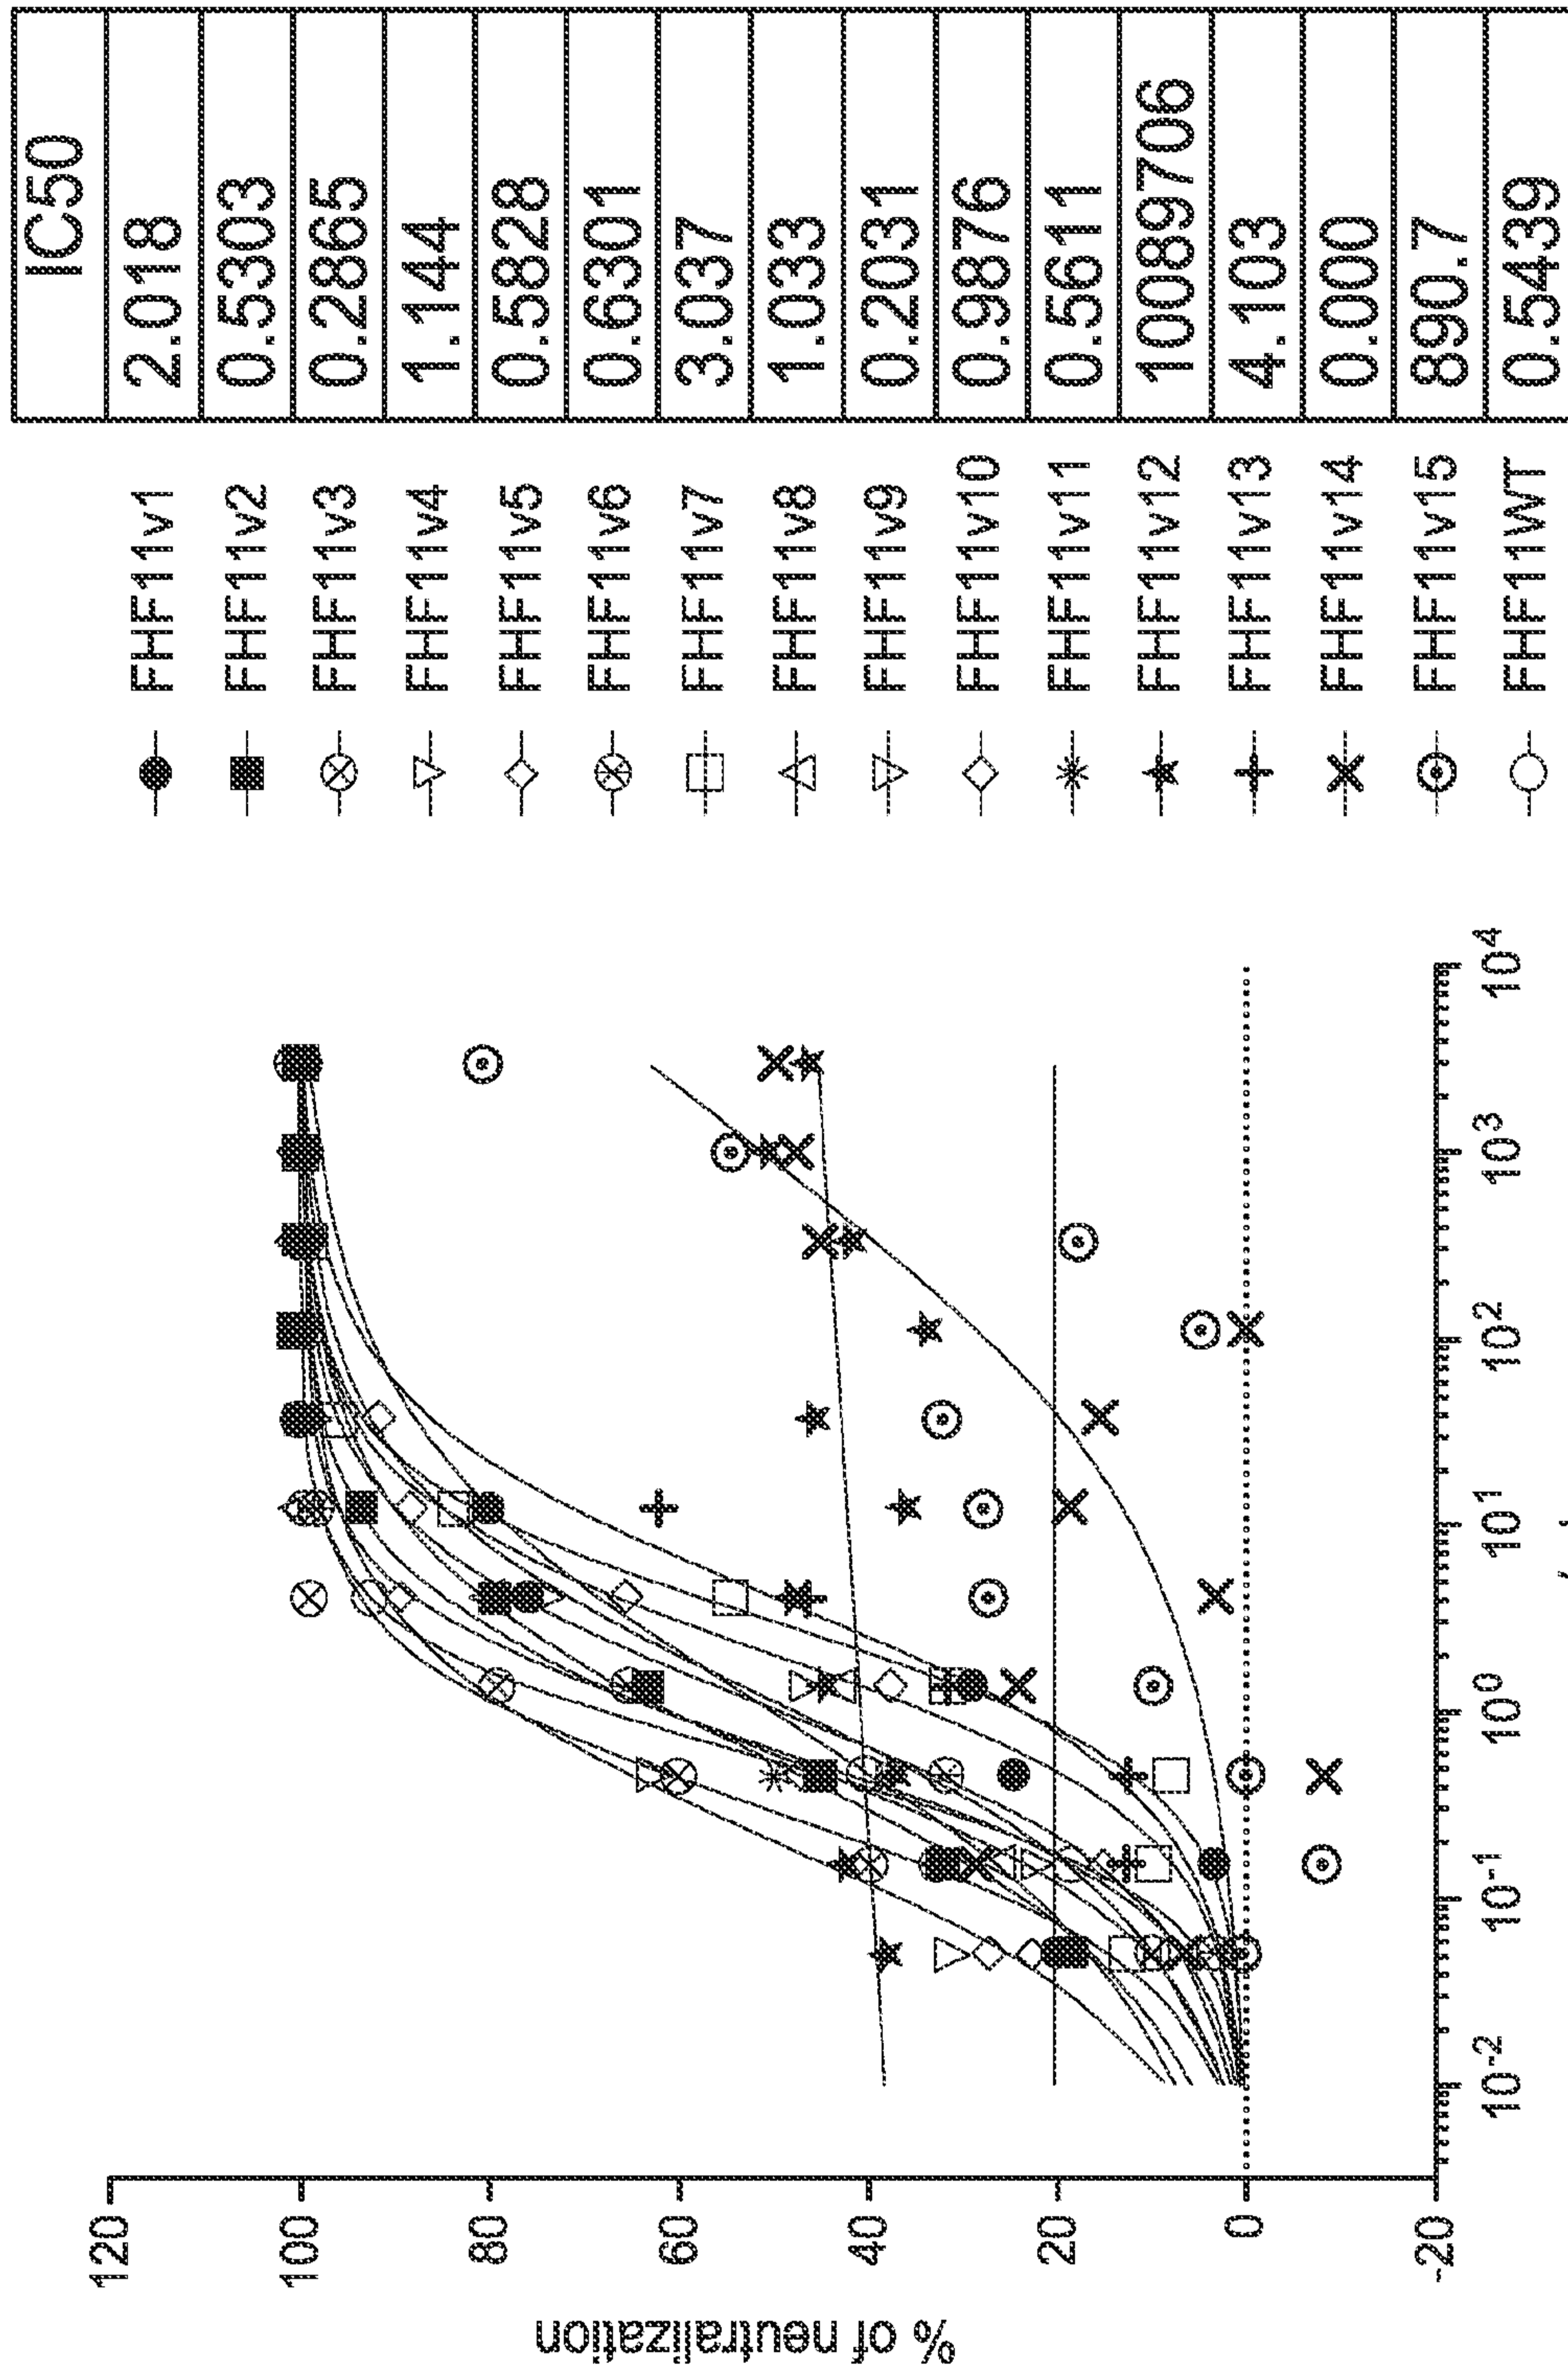 % of neutralization
120
100
80
60
40
20
0
-20
10-2
10-1
100
101
102
103
104
IC50
FHF11v1 2.018
FHF11v2 0.5303
FHF11v3 0.2865
FHF11v4 1.144
FHF11v5 0.5828
FHF11v6 0.6301
FHF11v7 3.037
FHF11v8 1.033
FHF11v9 0.2031
FHF11v10 0.9876
FHF11v11 0.5611
FHF11v12 10089706
FHF11v13 4.103
FHF11v14 0.000
FHF11v15 890.7
FHF11WT 0.5439